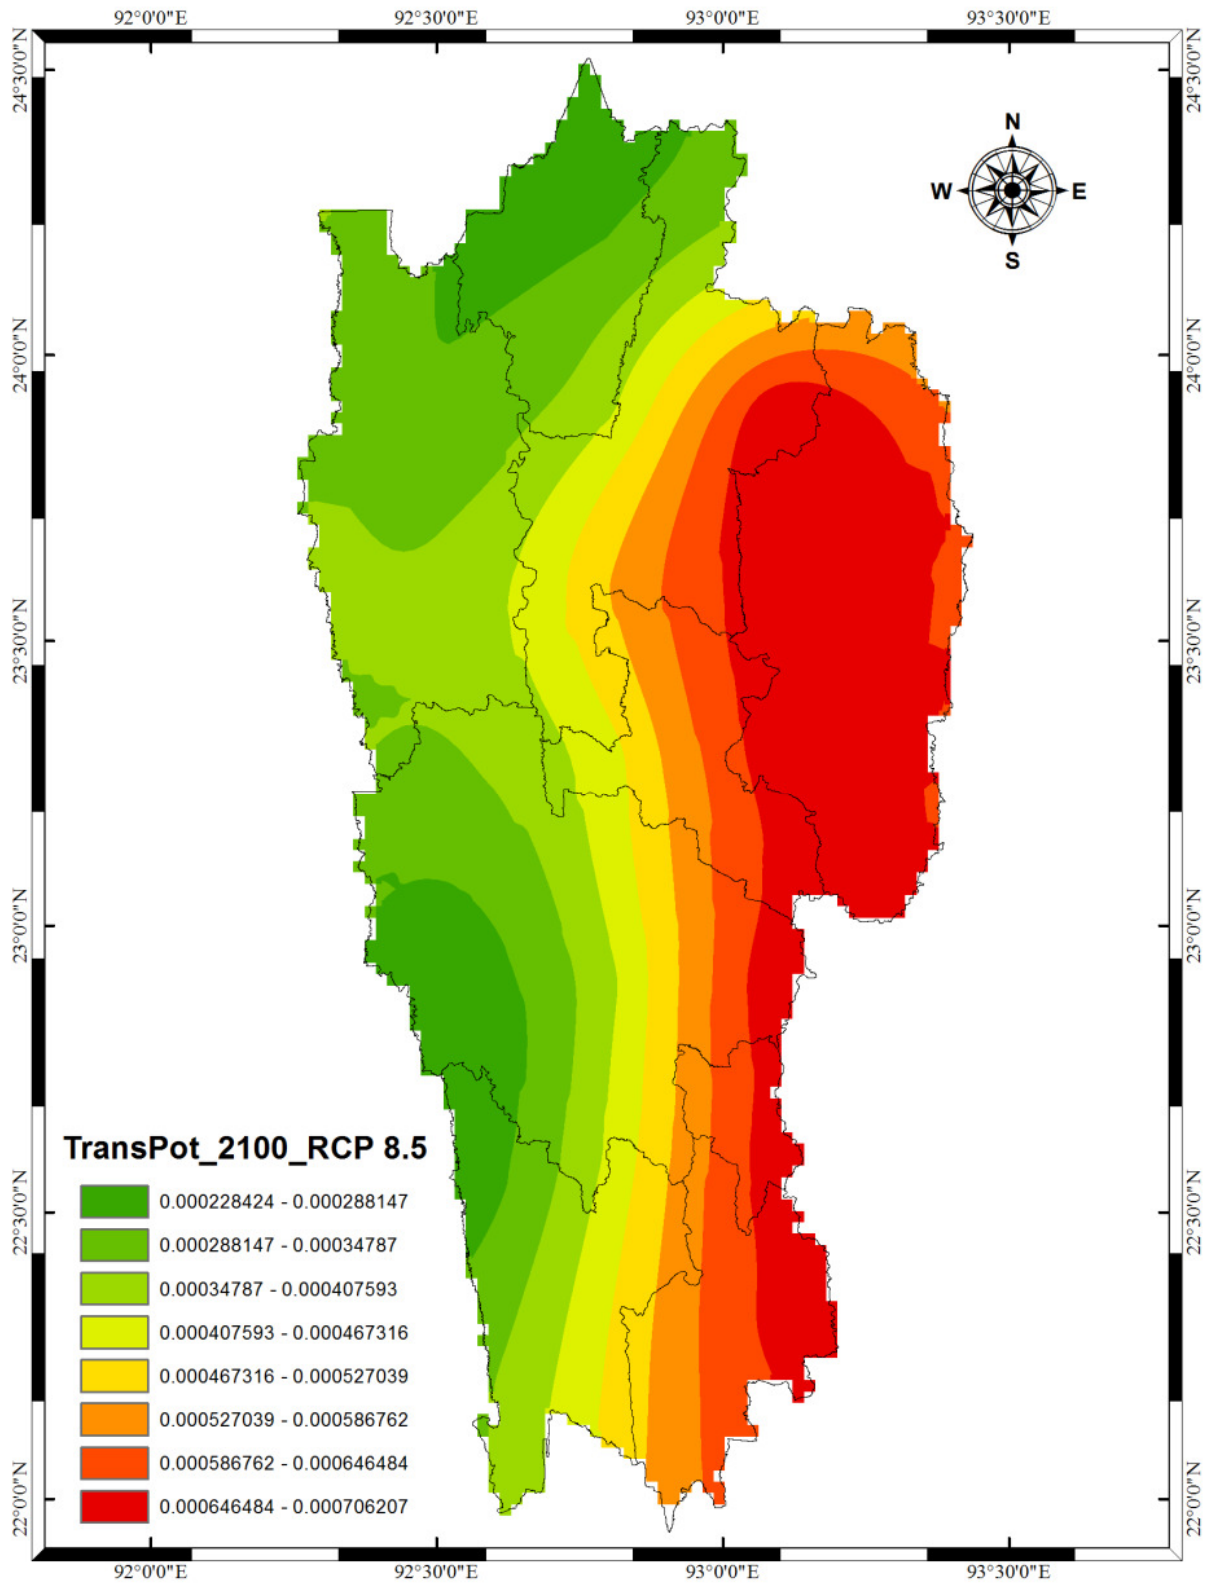 92°0'0"E 92°30'0"E 93°0'0"E 93°30'0"E
24°30'0"N 24°30'0"N
N
W E
S
24°0'0"N 24°0'0"N
23°30'0"N 23°30'0"N
23°0'0"N 23°0'0"N
22°30'0"N 22°30'0"N
22°0'0"N 22°0'0"N
TransPot_2100_RCP 8.5
0.000228424 - 0.000288147
0.000288147 - 0.00034787
0.00034787 - 0.000407593
0.000407593 - 0.000467316
0.000467316 - 0.000527039
0.000527039 - 0.000586762
0.000586762 - 0.000646484
0.000646484 - 0.000706207
92°0'0"E 92°30'0"E 93°0'0"E 93°30'0"E